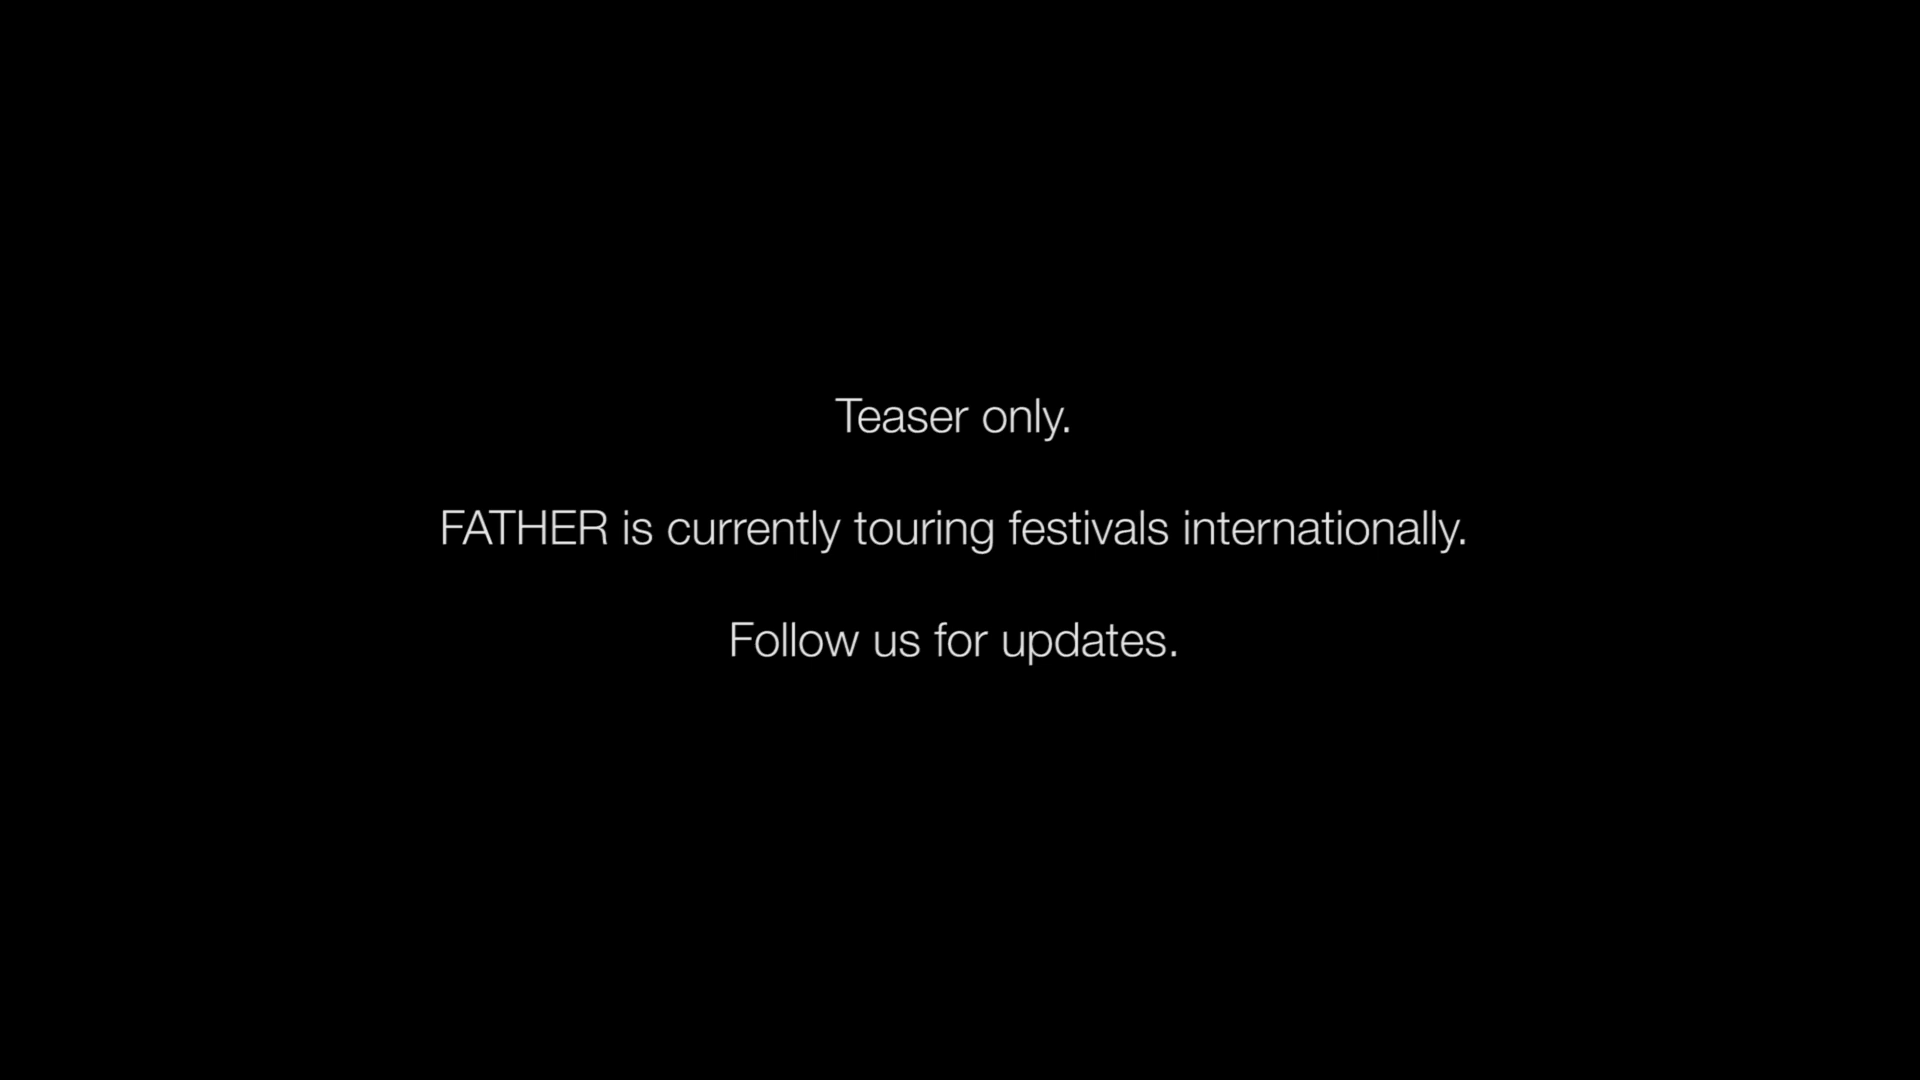 Teaser only.
FATHER is currently touring festivals internationally.
Follow us for updates.